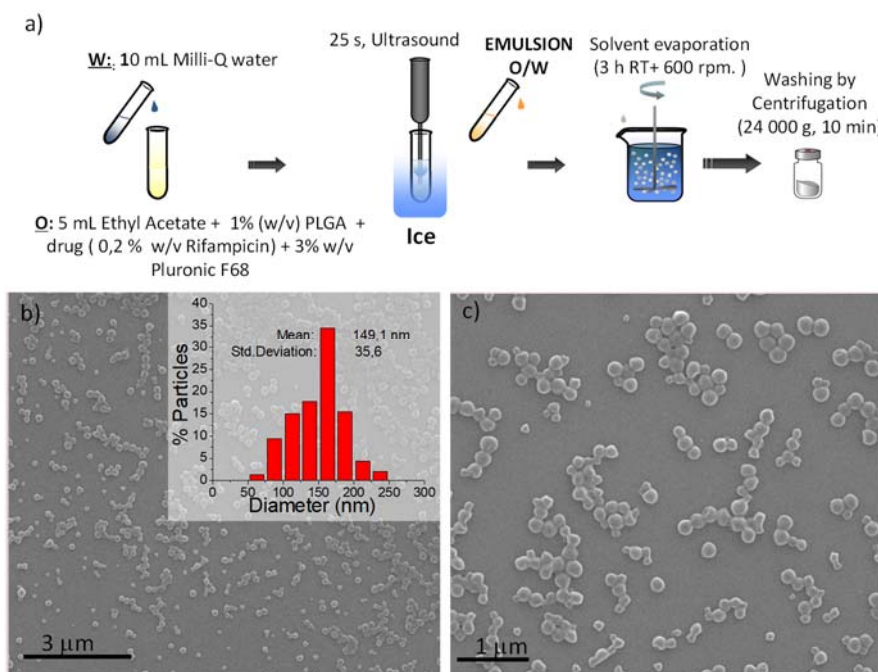 a)
W:; 10 mL Milli-Q water
O: 5 mL Ethyl Acetate + 1% (w/v) PLGA +
drug ( 0,2 % w/v Rifampicin) + 3% w/v
Pluronic F68
25 s, Ultrasound
Ice
EMULSION
O/W
Solvent evaporation
(3 h RT+ 600 rpm. )
Washing by
Centrifugation
(24 000 g, 10 min)
b)
40
35
30
25
20
15
10
5
0
% Particles
Mean: 149,1 nm
Std.Deviation: 35,6
0 50 100 150 200 250 300
Diameter (nm)
3 µm
c)
1 µm